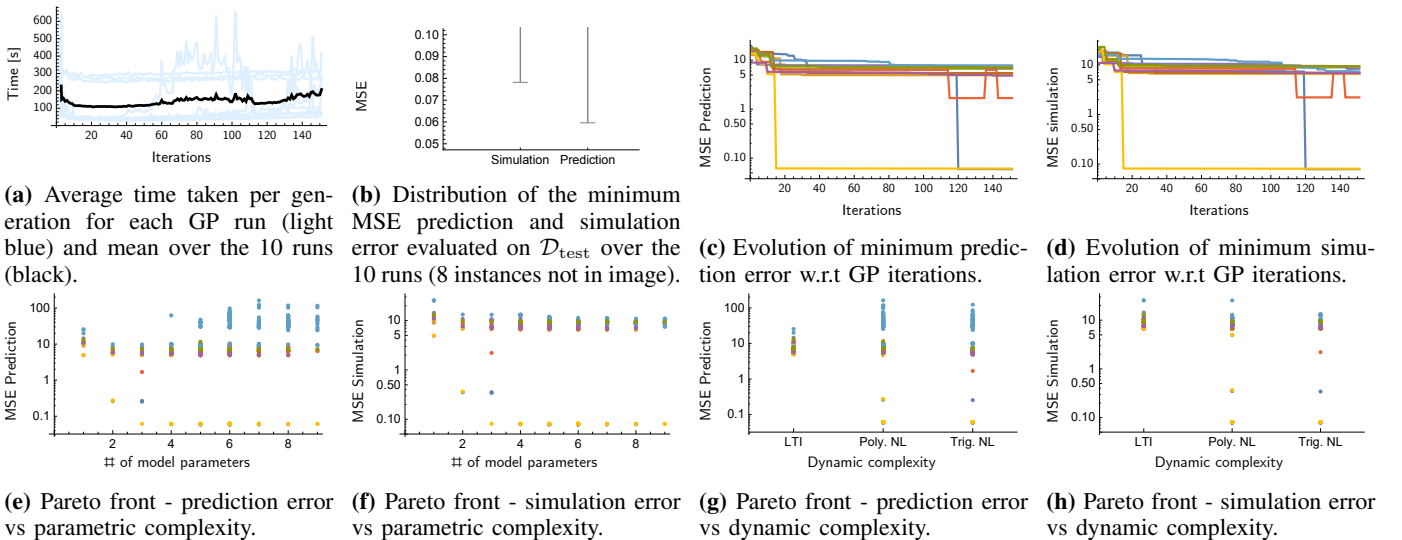 600
500
400
300
200
100
Time [s]
0 20 40 60 80 100 120 140
Iterations
0.10
0.09
0.08
0.07
0.06
0.05
MSE
Simulation Prediction
10
5
1
0.50
0.10
MSE Prediction
20 40 60 80 100 120 140
Iterations
10
5
1
0.50
0.10
MSE simulation
20 40 60 80 100 120 140
Iterations
(a) Average time taken per gen-
eration for each GP run (light
blue) and mean over the 10 runs
(black).
(b) Distribution of the minimum
MSE prediction and simulation
error evaluated on 𝒟test over the
10 runs (8 instances not in image).
(c) Evolution of minimum predic-
tion error w.r.t GP iterations.
(d) Evolution of minimum simu-
lation error w.r.t GP iterations.
100
10
1
0.1
MSE Prediction
2 4 6 8
# of model parameters
10
5
1
0.50
0.10
MSE Simulation
2 4 6 8
# of model parameters
100
10
1
0.1
MSE Prediction
LTI Poly. NL Trig. NL
Dynamic complexity
10
5
1
0.50
0.10
MSE Simulation
LTI Poly. NL Trig. NL
Dynamic complexity
(e) Pareto front - prediction error
vs parametric complexity.
(f) Pareto front - simulation error
vs parametric complexity.
(g) Pareto front - prediction error
vs dynamic complexity.
(h) Pareto front - simulation error
vs dynamic complexity.